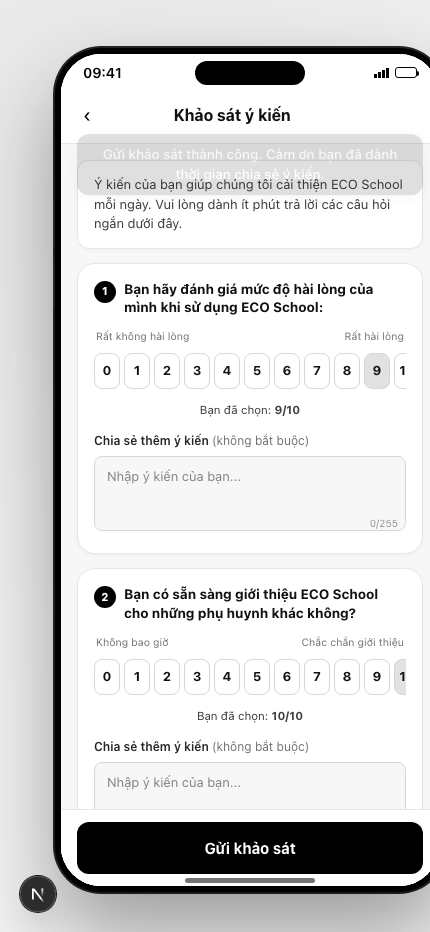 09:41
‹ Khảo sát ý kiến
Gửi khảo sát thành công. Cảm ơn bạn đã dành
thời gian chia sẻ ý kiến.
Ý kiến của bạn giúp chúng tôi cải thiện ECO School
mỗi ngày. Vui lòng dành ít phút trả lời các câu hỏi
ngắn dưới đây.
1 Bạn hãy đánh giá mức độ hài lòng của
mình khi sử dụng ECO School:
Rất không hài lòng Rất hài lòng
0 1 2 3 4 5 6 7 8 9 1
Bạn đã chọn: 9/10
Chia sẻ thêm ý kiến (không bắt buộc)
Nhập ý kiến của bạn...
0/255
2 Bạn có sẵn sàng giới thiệu ECO School
cho những phụ huynh khác không?
Không bao giờ Chắc chắn giới thiệu
0 1 2 3 4 5 6 7 8 9 1
Bạn đã chọn: 10/10
Chia sẻ thêm ý kiến (không bắt buộc)
Nhập ý kiến của bạn...
Gửi khảo sát
N